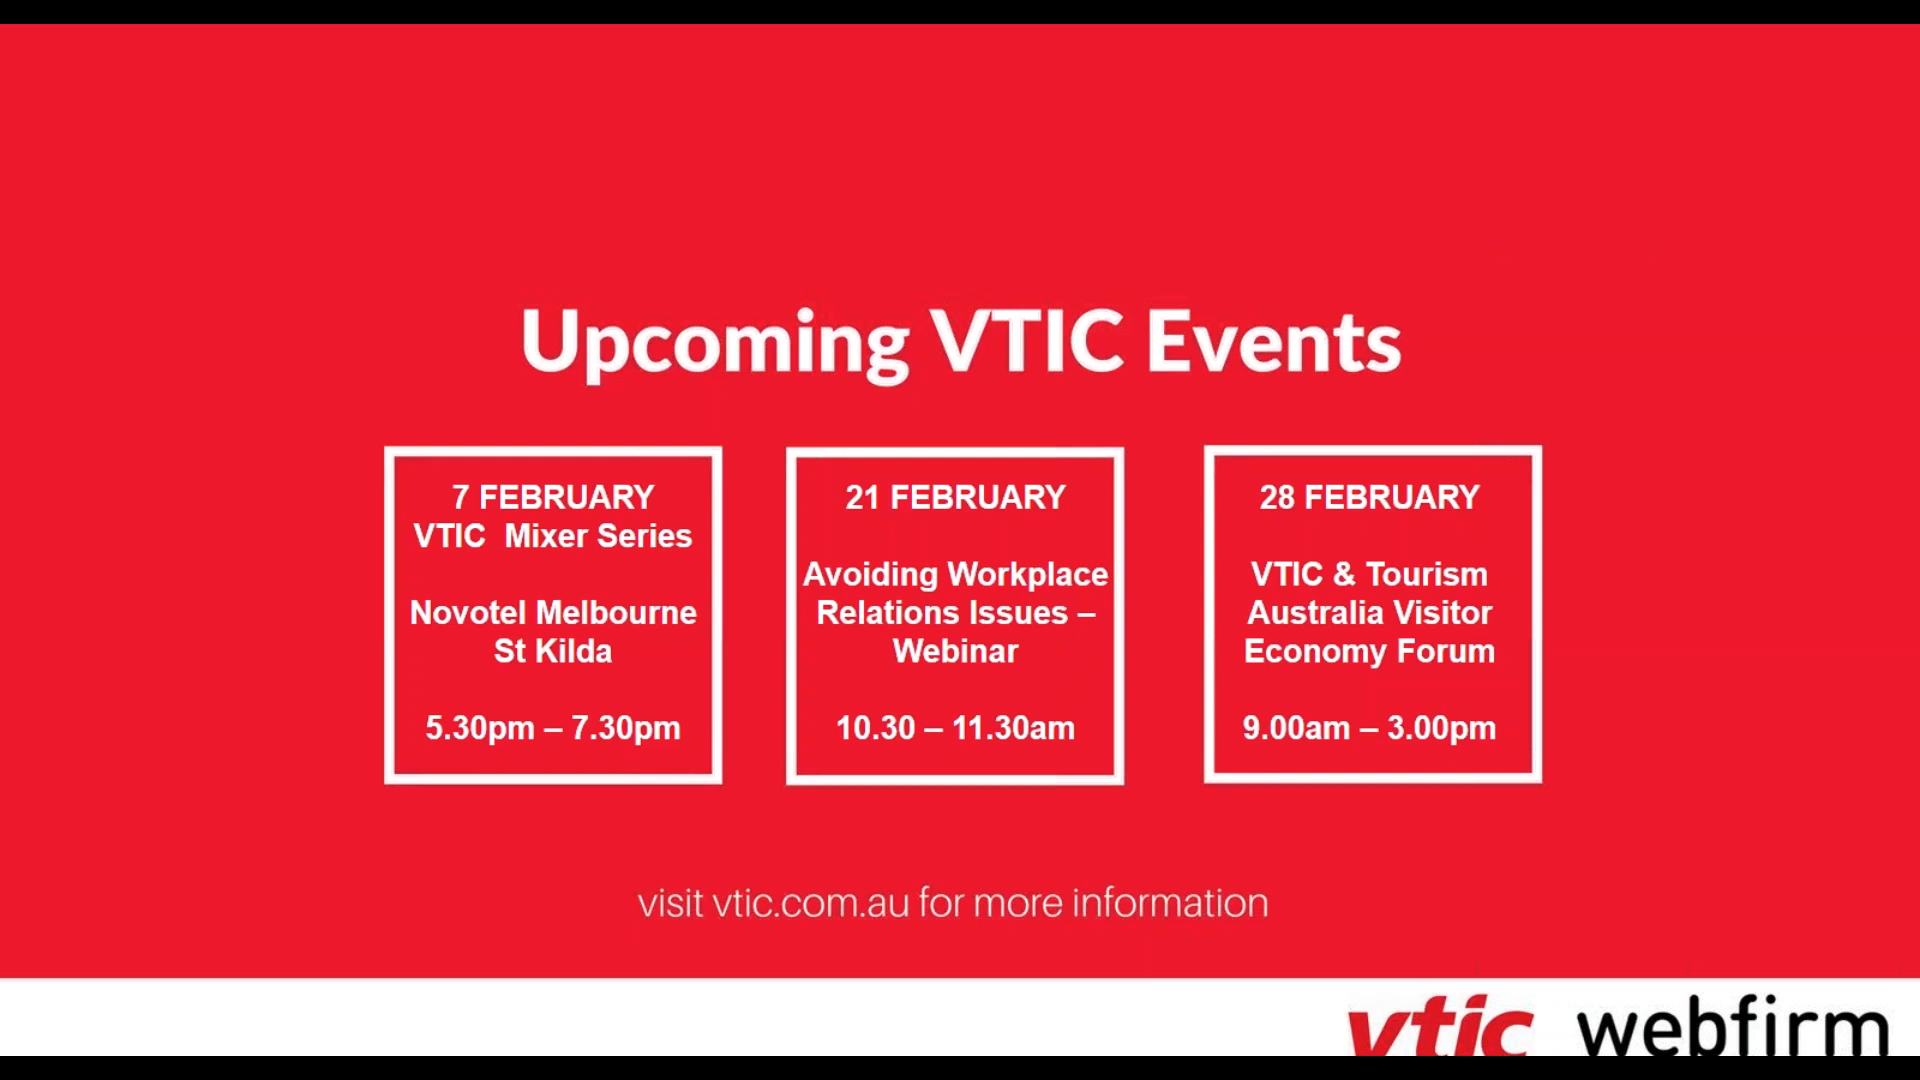 Upcoming VTIC Events
7 FEBRUARY
VTIC  Mixer Series
Novotel Melbourne
St Kilda
5.30pm – 7.30pm
21 FEBRUARY
Avoiding Workplace
Relations Issues –
Webinar
10.30 – 11.30am
28 FEBRUARY
VTIC & Tourism
Australia Visitor
Economy Forum
9.00am – 3.00pm
visit vtic.com.au for more information
vtic webfirm